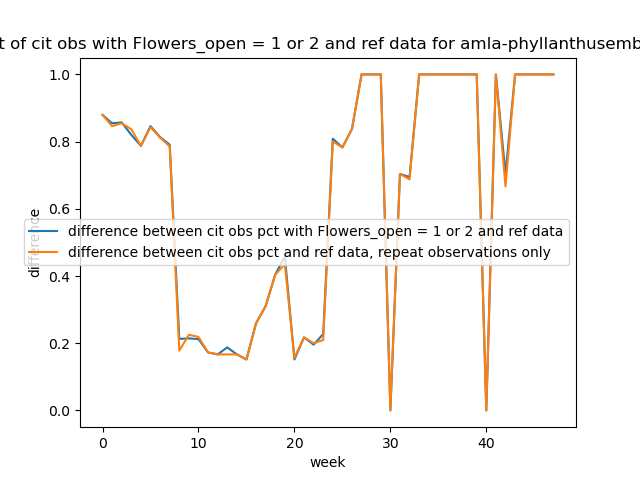 t of cit obs with Flowers_open = 1 or 2 and ref data for amla-phyllanthusemb
1.0
0.8
0.6
0.4
0.2
0.0
difference
difference between cit obs pct with Flowers_open = 1 or 2 and ref data
difference between cit obs pct and ref data, repeat observations only
0 10 20 30 40
week